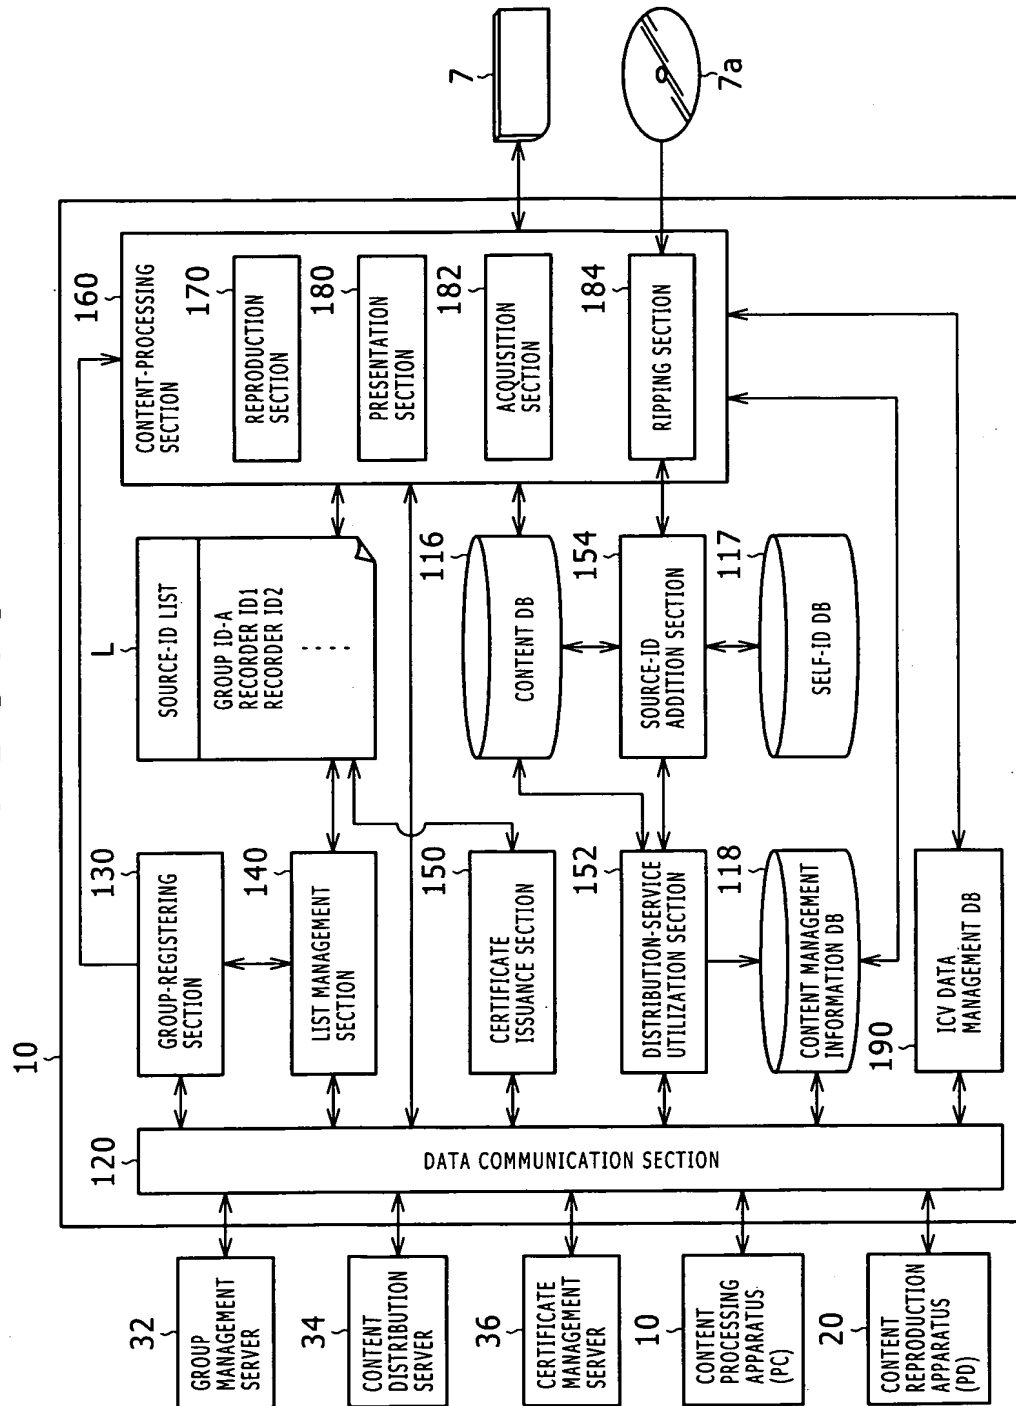 10
120
DATA COMMUNICATION SECTION
32
GROUP
MANAGEMENT
SERVER
34
CONTENT
DISTRIBUTION
SERVER
36
CERTIFICATE
MANAGEMENT
SERVER
10
CONTENT
PROCESSING
APPARATUS
(PC)
20
CONTENT
REPRODUCTION
APPARATUS
(PD)
130
GROUP-REGISTERING
SECTION
140
LIST MANAGEMENT
SECTION
150
CERTIFICATE
ISSUANCE SECTION
152
DISTRIBUTION-SERVICE
UTILIZATION SECTION
118
CONTENT MANAGEMENT
INFORMATION DB
190
ICV DATA
MANAGEMENT DB
L
SOURCE-ID LIST
GROUP ID-A
RECORDER ID1
RECORDER ID2
. . . .
116
CONTENT DB
154
SOURCE-ID
ADDITION SECTION
117
SELF-ID DB
160
CONTENT-PROCESSING
SECTION
170
REPRODUCTION
SECTION
180
PRESENTATION
SECTION
182
ACQUISITION
SECTION
184
RIPPING SECTION
7
7a